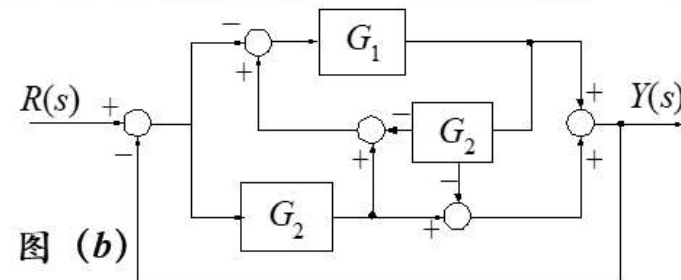 − G₁
+
R(s) + + Y(s)
− − G₂ +
+ −
G₂ +
图 (b)